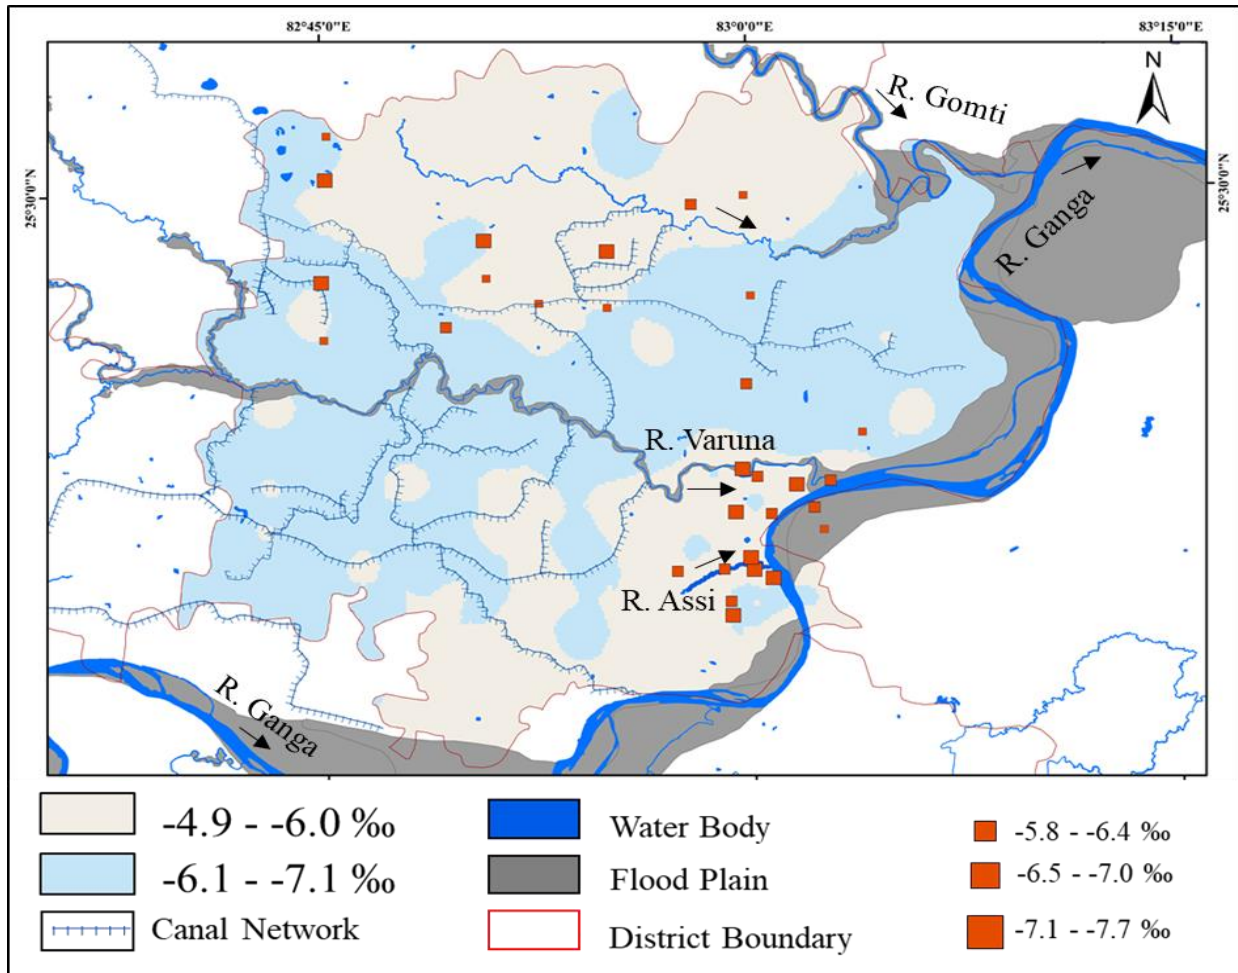 82°45'0"E
83°0'0"E
83°15'0"E
N
R. Gomti
25°30'0"N
25°30'0"N
R. Ganga
R. Varuna
R. Assi
R. Ganga
-4.9 - -6.0 ‰
Water Body
-5.8 - -6.4 ‰
-6.1 - -7.1 ‰
Flood Plain
-6.5 - -7.0 ‰
Canal Network
District Boundary
-7.1 - -7.7 ‰